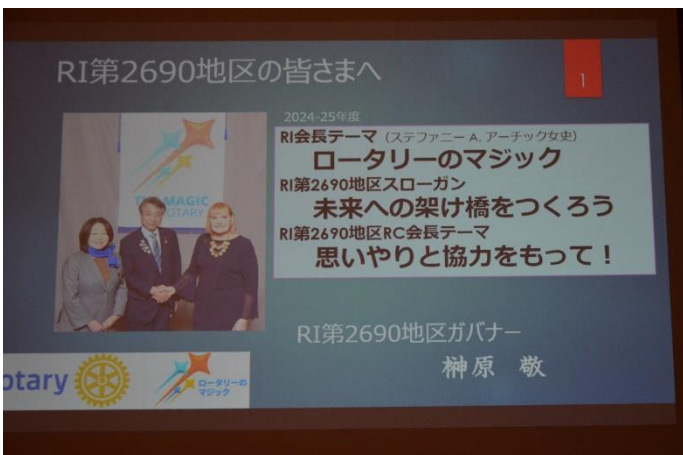 RI第2690地区の皆さまへ
1
2024-25年度
RI会長テーマ（ステファニー A. アーチック女史）
ロータリーのマジック
RI第2690地区スローガン
未来への架け橋をつくろう
RI第2690地区RC会長テーマ
思いやりと協力をもって！
MAGIC
ROTARY
RI第2690地区ガバナー
榊原 敬
otary
ロータリーの
マジック